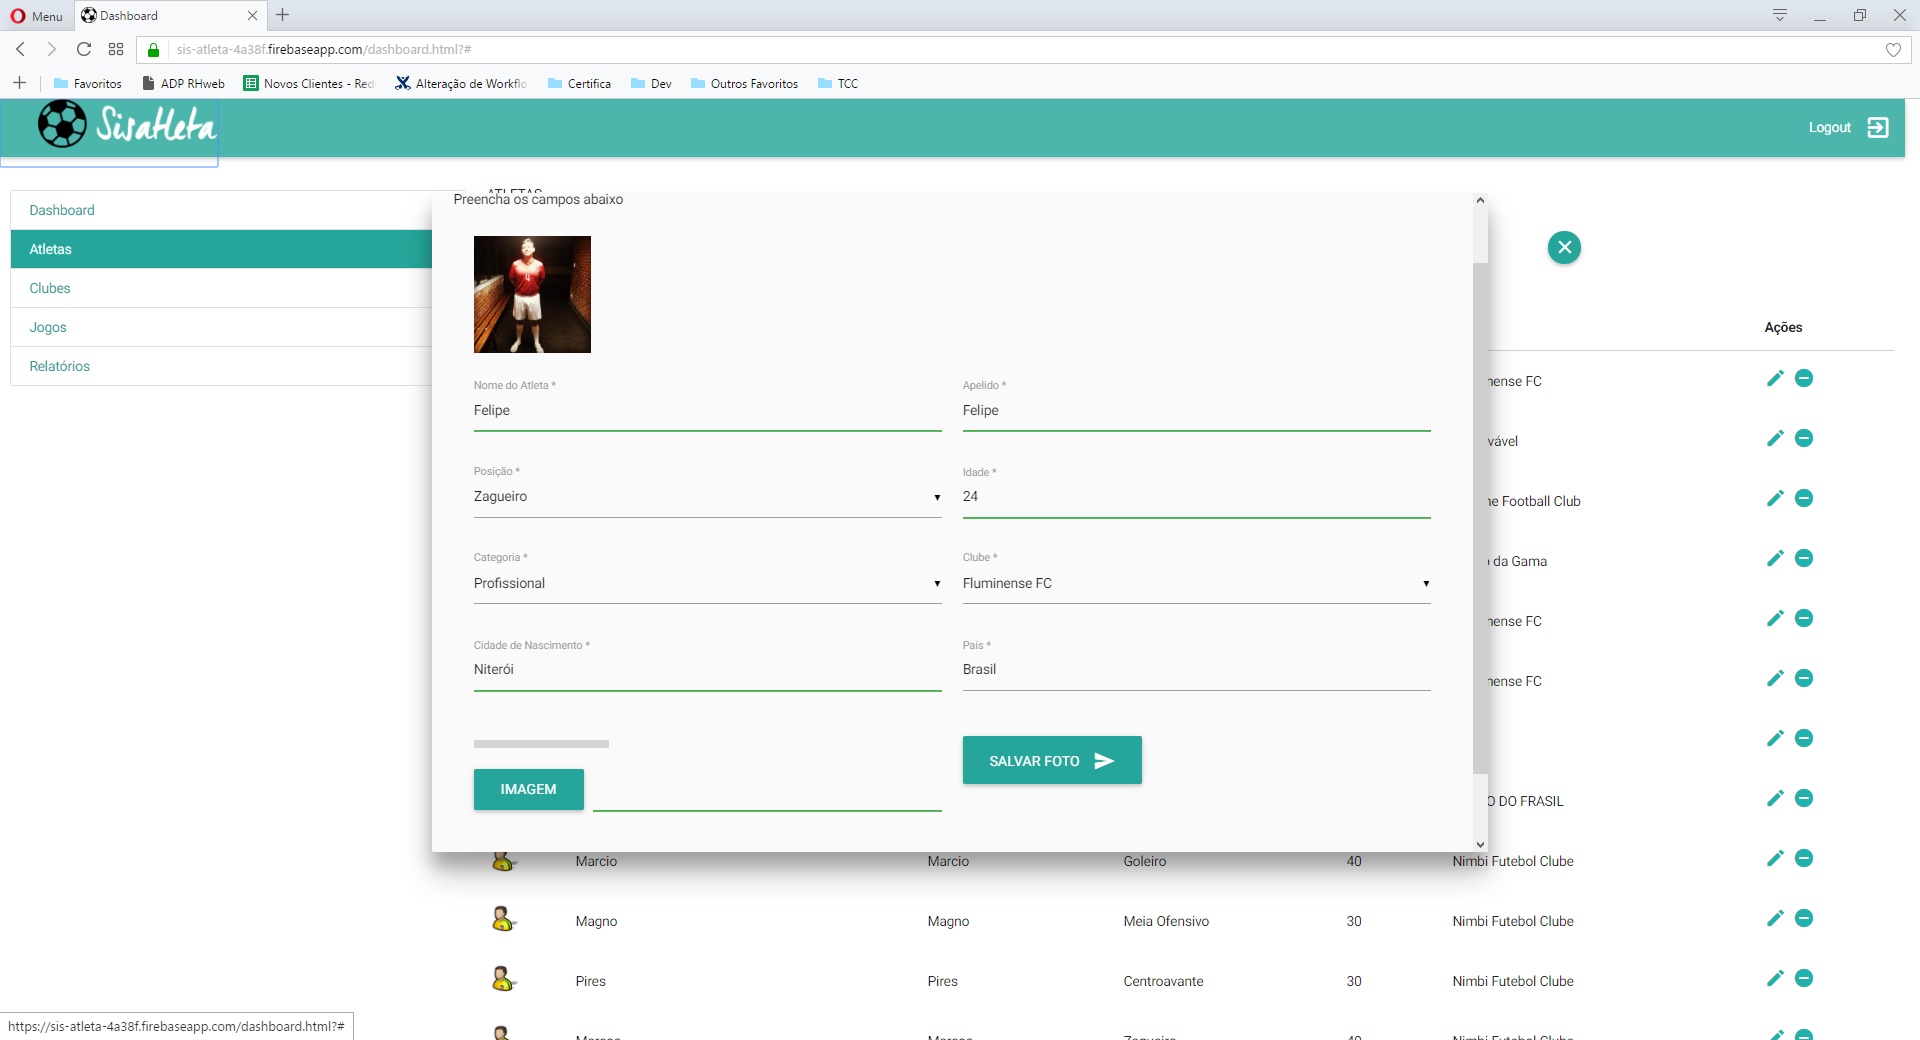 Menu
Dashboard
sis-atleta-4a38f.firebaseapp.com/dashboard.html?#
Favoritos
ADP RHweb
Novos Clientes - Red
Alteração de Workflo
Certifica
Dev
Outros Favoritos
TCC
Sisatleta
Logout
Dashboard
Atletas
Clubes
Jogos
Relatórios
ATLETAS
Preencha os campos abaixo
Nome do Atleta *
Felipe
Apelido *
Felipe
Posição *
Zagueiro
Idade *
24
Categoria *
Profissional
Clube *
Fluminense FC
Cidade de Nascimento *
Niterói
País *
Brasil
IMAGEM
SALVAR FOTO
Ações
nense FC
vável
ne Football Club
da Gama
nense FC
nense FC
O DO FRASIL
Marcio Marcio Goleiro 40 Nimbi Futebol Clube
Magno Magno Meia Ofensivo 30 Nimbi Futebol Clube
Pires Pires Centroavante 30 Nimbi Futebol Clube
https://sis-atleta-4a38f.firebaseapp.com/dashboard.html?#